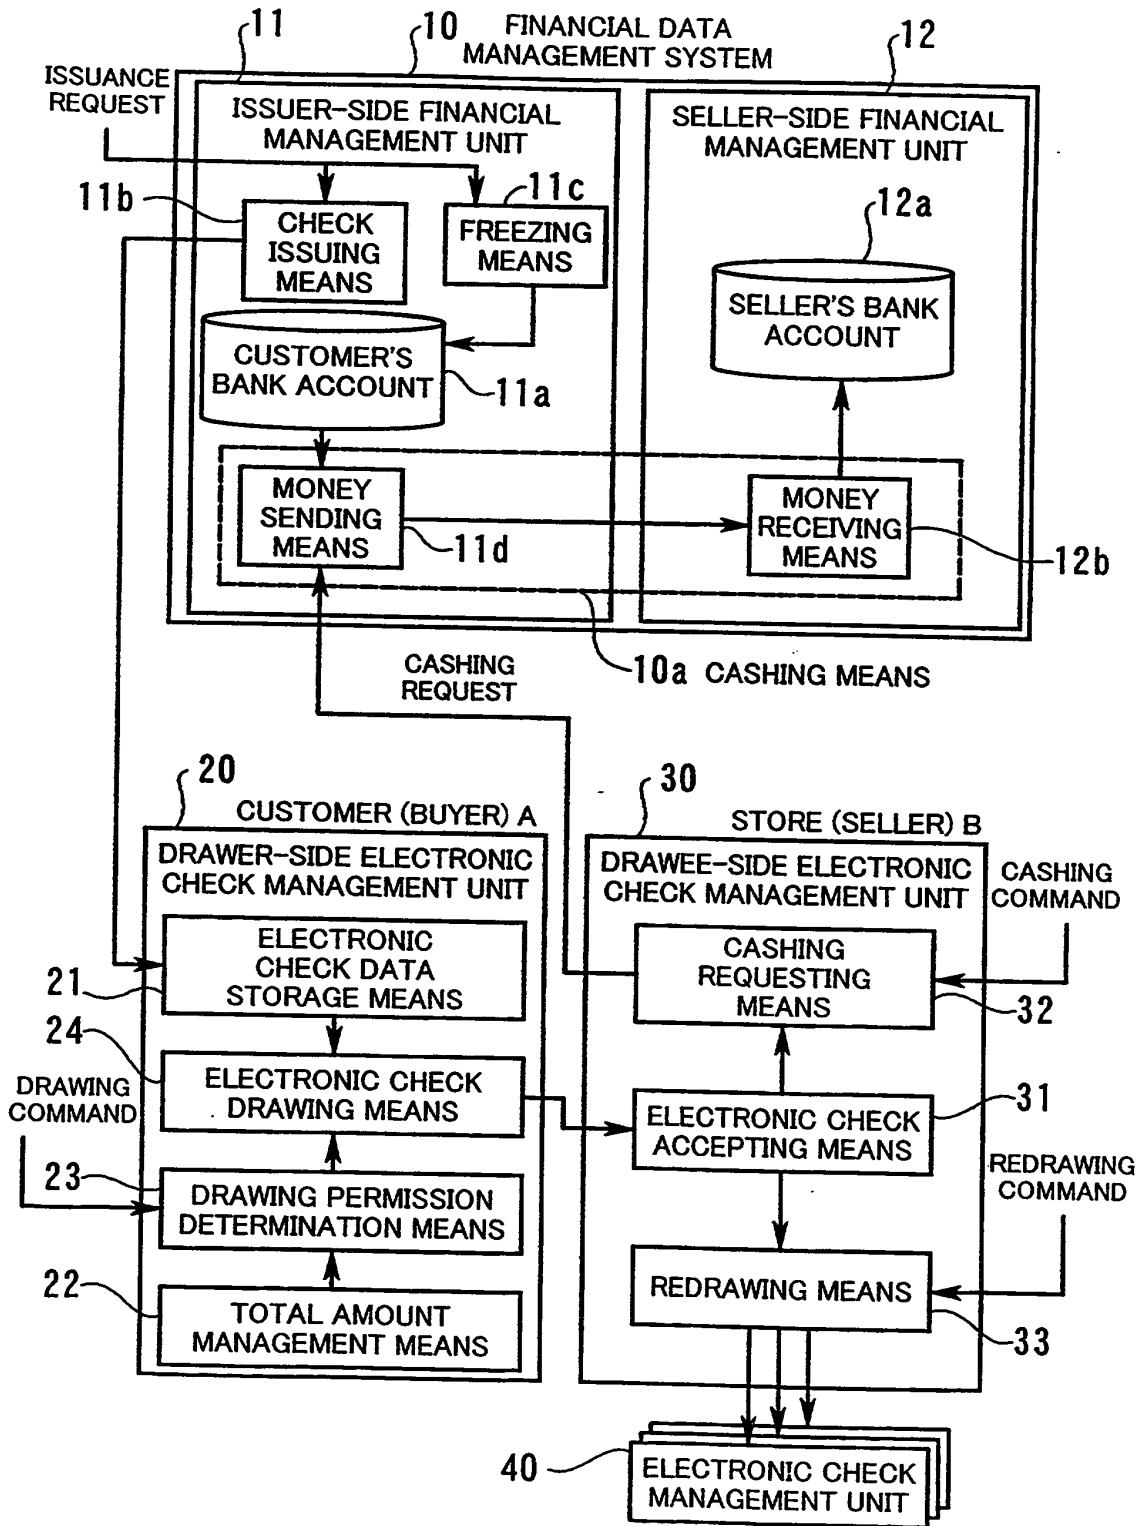 11
10
FINANCIAL DATA
MANAGEMENT SYSTEM
12
ISSUANCE
REQUEST
ISSUER-SIDE FINANCIAL
MANAGEMENT UNIT
SELLER-SIDE FINANCIAL
MANAGEMENT UNIT
11b
11c
12a
CHECK
ISSUING
MEANS
FREEZING
MEANS
SELLER'S BANK
ACCOUNT
CUSTOMER'S
BANK ACCOUNT
11a
MONEY
SENDING
MEANS
11d
MONEY
RECEIVING
MEANS
12b
CASHING
REQUEST
10a CASHING MEANS
20
CUSTOMER (BUYER) A
30
STORE (SELLER) B
DRAWER-SIDE ELECTRONIC
CHECK MANAGEMENT UNIT
DRAWEE-SIDE ELECTRONIC
CHECK MANAGEMENT UNIT
CASHING
COMMAND
ELECTRONIC
CHECK DATA
STORAGE MEANS
21
CASHING
REQUESTING
MEANS
32
24
DRAWING
COMMAND
ELECTRONIC CHECK
DRAWING MEANS
ELECTRONIC CHECK
ACCEPTING MEANS
31
23
DRAWING PERMISSION
DETERMINATION MEANS
REDRAWING
COMMAND
22
TOTAL AMOUNT
MANAGEMENT MEANS
REDRAWING MEANS
33
40
ELECTRONIC CHECK
MANAGEMENT UNIT